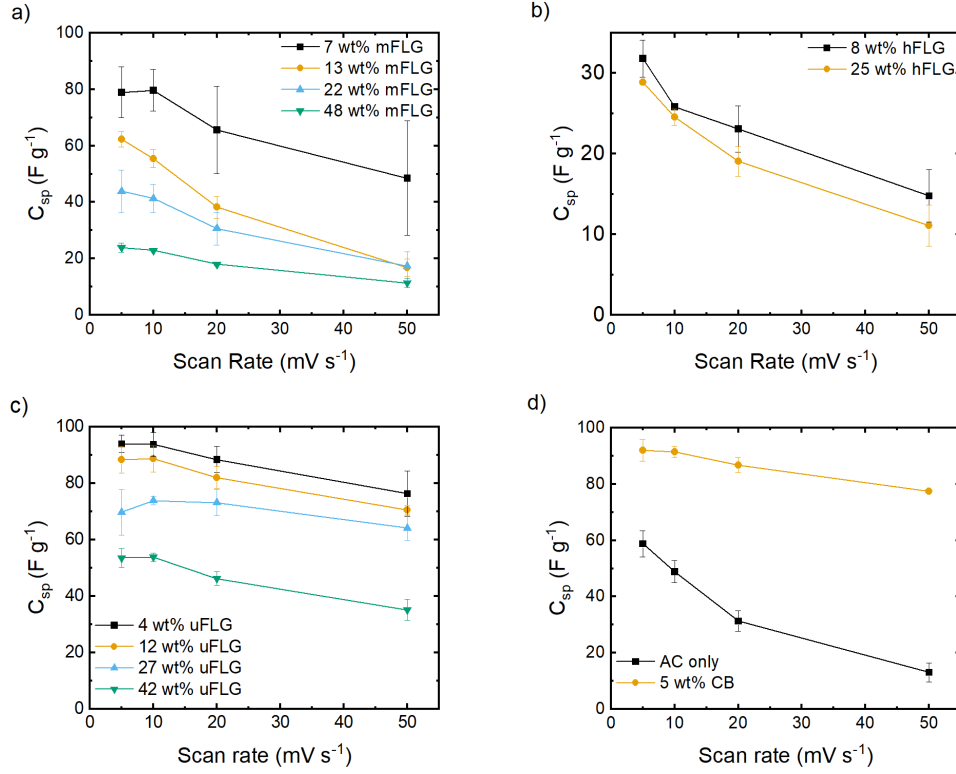 a)
C_sp (F g⁻¹)
100
80
60
40
20
0
7 wt% mFLG
13 wt% mFLG
22 wt% mFLG
48 wt% mFLG
0 10 20 30 40 50
Scan Rate (mV s⁻¹)
b)
C_sp (F g⁻¹)
30
20
10
0
8 wt% hFLG
25 wt% hFLG
0 10 20 30 40 50
Scan Rate (mV s⁻¹)
c)
C_sp (F g⁻¹)
100
80
60
40
20
0
4 wt% uFLG
12 wt% uFLG
27 wt% uFLG
42 wt% uFLG
0 10 20 30 40 50
Scan rate (mV s⁻¹)
d)
C_sp (F g⁻¹)
100
80
60
40
20
0
AC only
5 wt% CB
0 10 20 30 40 50
Scan rate (mV s⁻¹)